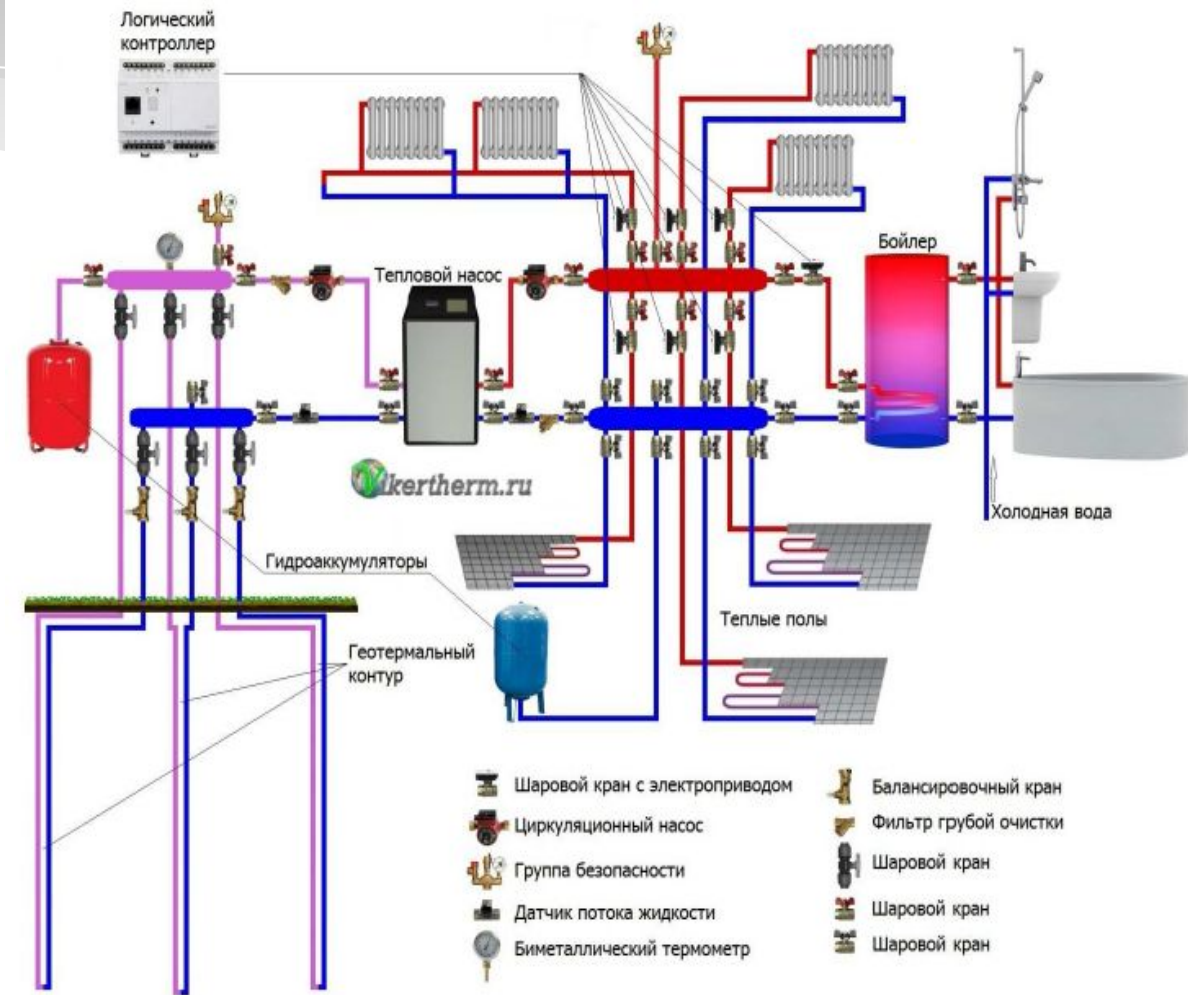 Логический
контроллер
Тепловой насос
Бойлер
Vikertherm.ru
Холодная вода
Гидроаккумуляторы
Теплые полы
Геотермальный
контур
Шаровой кран с электроприводом
Циркуляционный насос
Группа безопасности
Датчик потока жидкости
Биметаллический термометр
Балансировочный кран
Фильтр грубой очистки
Шаровой кран
Шаровой кран
Шаровой кран